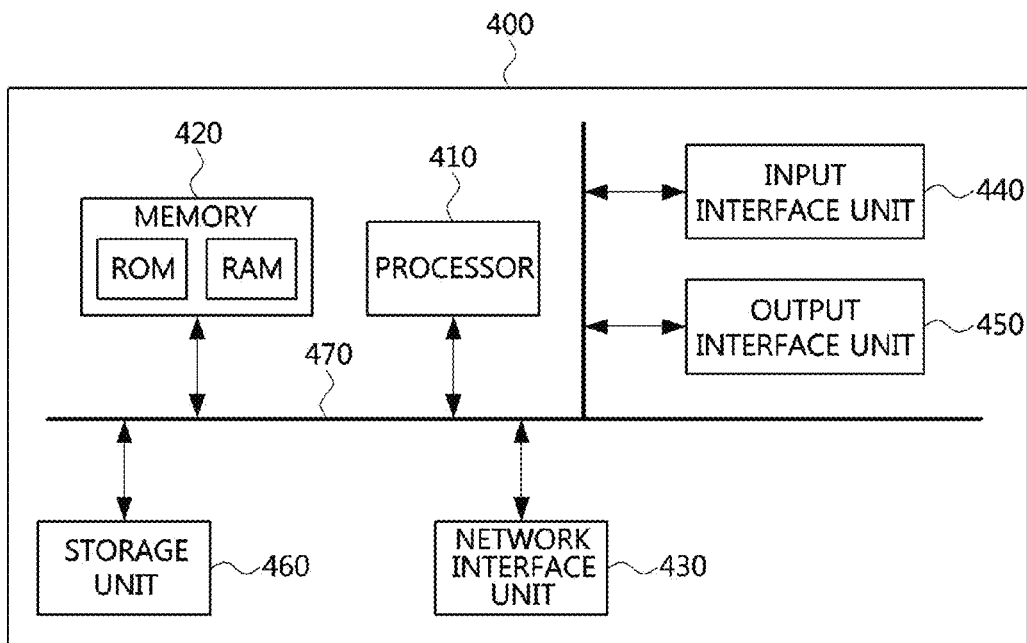 400
420
410
MEMORY
ROM
RAM
PROCESSOR
INPUT
INTERFACE UNIT
440
OUTPUT
INTERFACE UNIT
450
470
STORAGE
UNIT
460
NETWORK
INTERFACE
UNIT
430